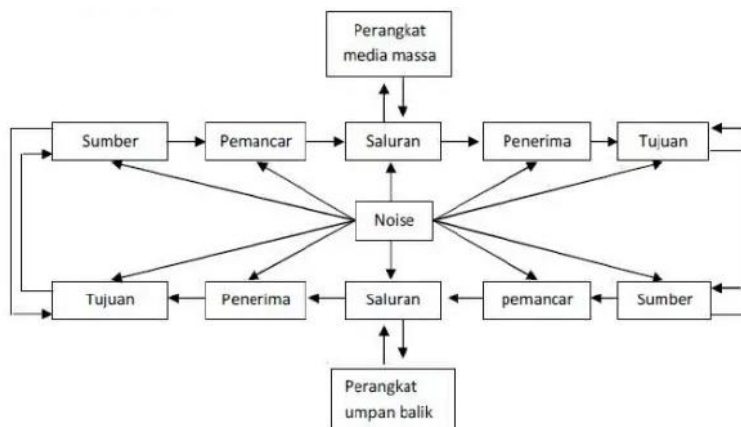 Perangkat
media massa
Sumber
Pemancar
Saluran
Penerima
Tujuan
Noise
Tujuan
Penerima
Saluran
pemancar
Sumber
Perangkat
umpan balik